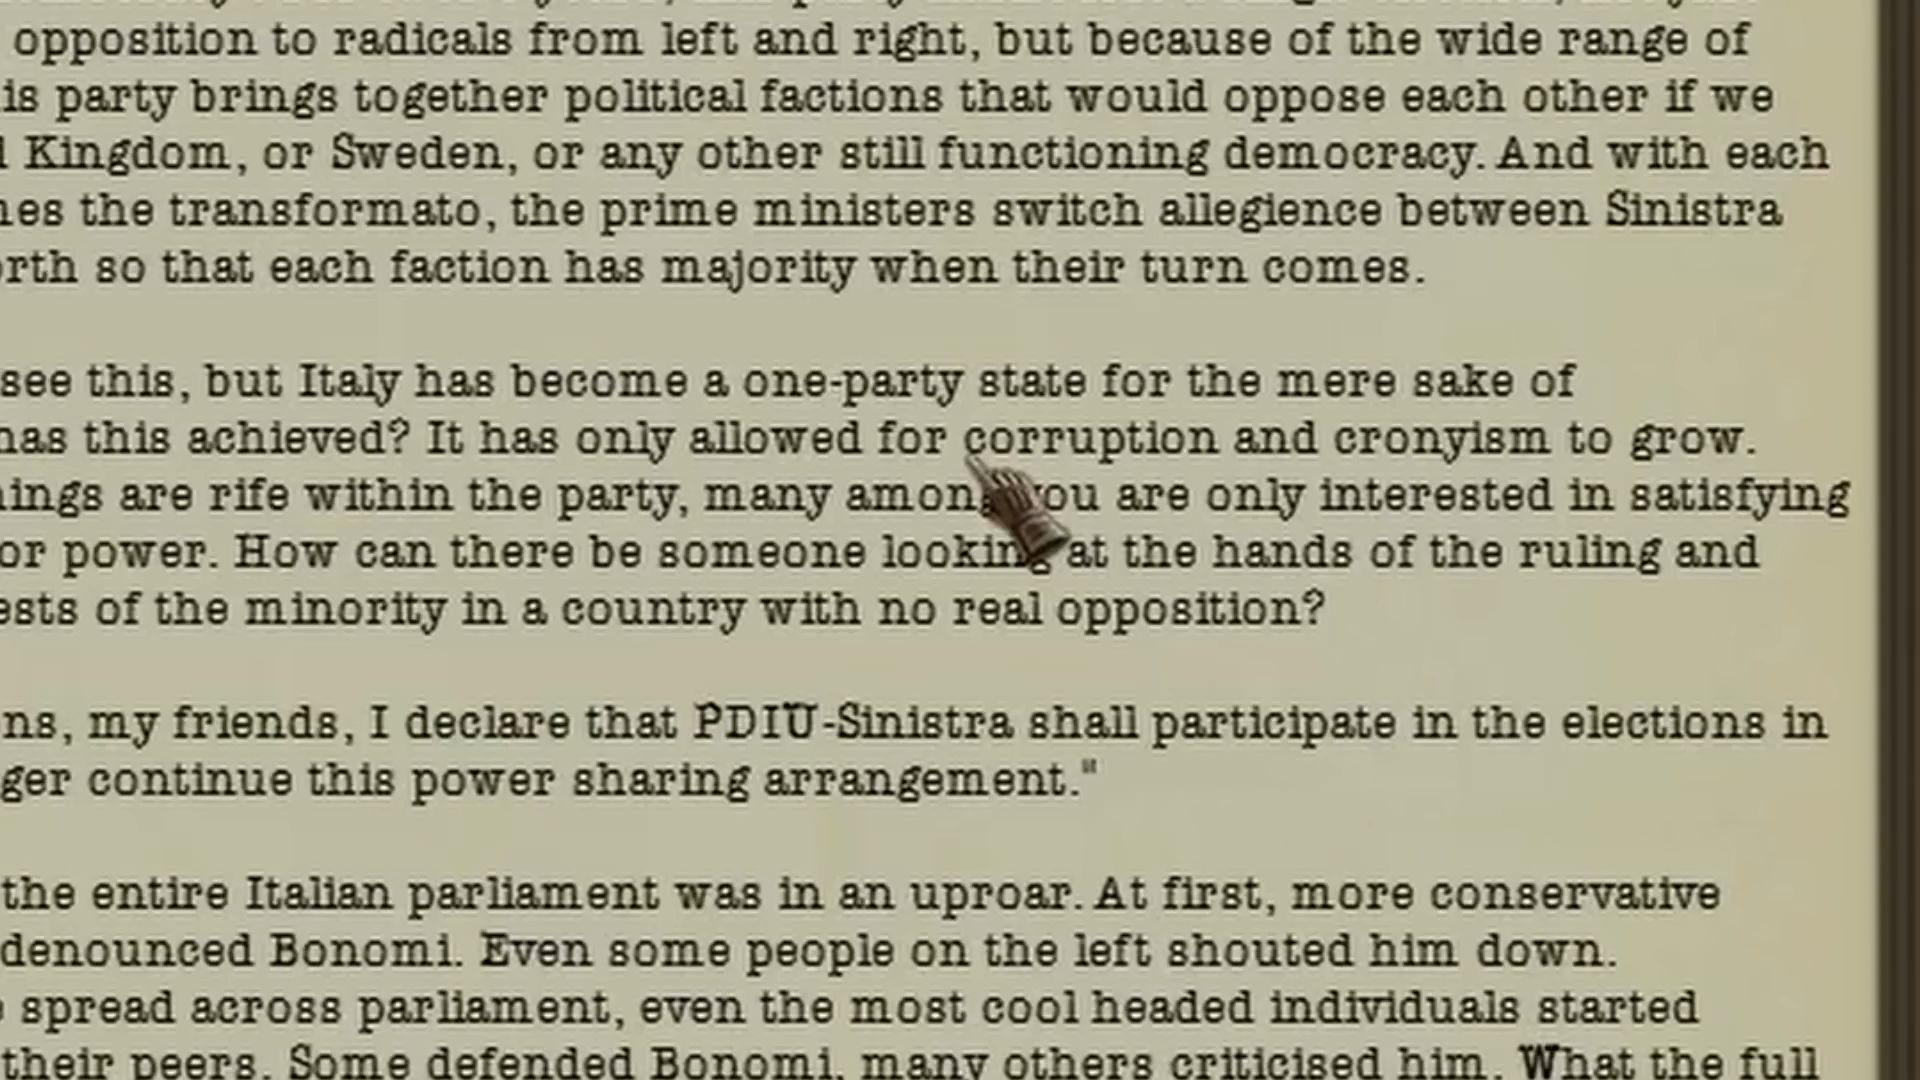 opposition to radicals from left and right, but because of the wide range of
is party brings together political factions that would oppose each other if we
Kingdom, or Sweden, or any other still functioning democracy. And with each
the transformato, the prime ministers switch allegience between Sinistra
so that each faction has majority when their turn comes.
see this, but Italy has become a one-party state for the mere sake of
has this achieved? It has only allowed for corruption and cronyism to grow.
are rife within the party, many among you are only interested in satisfying
or power. How can there be someone looking at the hands of the ruling and
of the minority in a country with no real opposition?
my friends, I declare that PDIU-Sinistra shall participate in the elections in
continue this power sharing arrangement."
the entire Italian parliament was in an uproar. At first, more conservative
denounced Bonomi. Even some people on the left shouted him down.
spread across parliament, even the most cool headed individuals started
their peers. Some defended Bonomi, many others criticised him. What the full